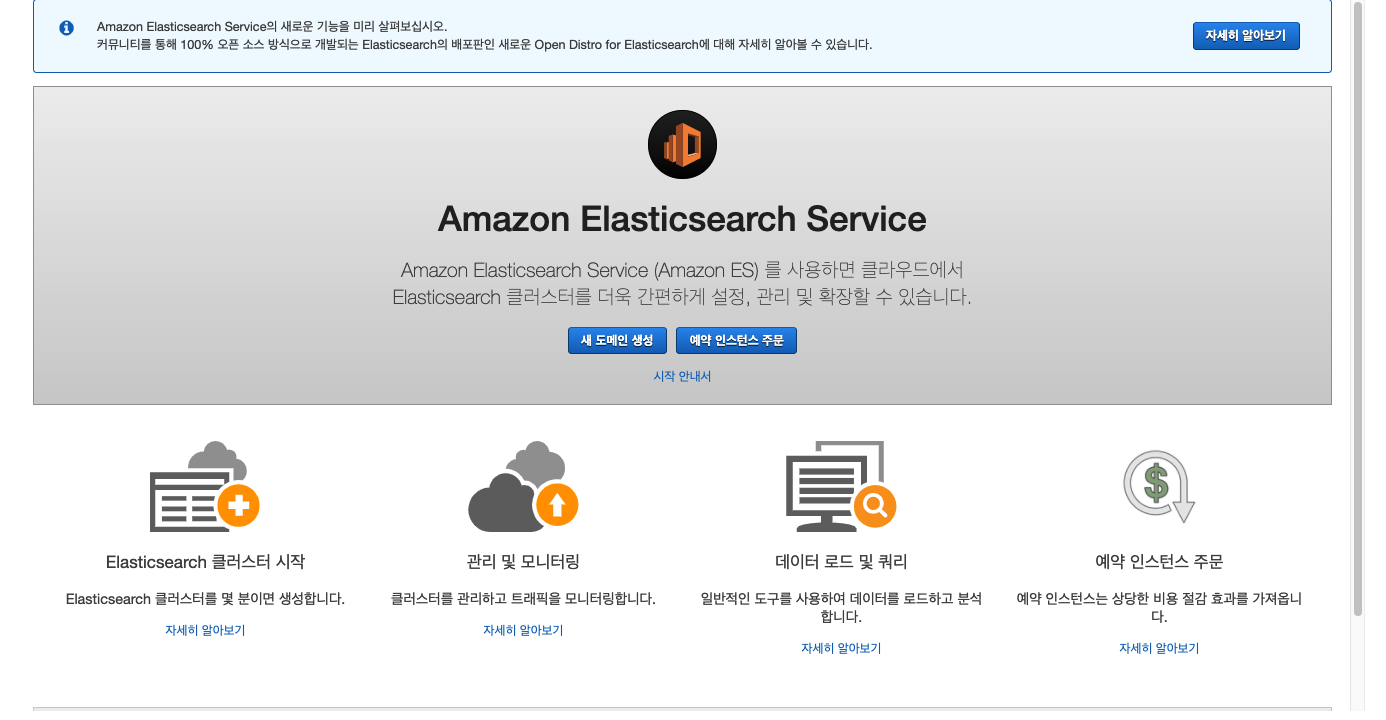 Amazon Elasticsearch Service의 새로운 기능을 미리 살펴보십시오.
커뮤니티를 통해 100% 오픈 소스 방식으로 개발되는 Elasticsearch의 배포판인 새로운 Open Distro for Elasticsearch에 대해 자세히 알아볼 수 있습니다.
자세히 알아보기
Amazon Elasticsearch Service
Amazon Elasticsearch Service (Amazon ES) 를 사용하면 클라우드에서
Elasticsearch 클러스터를 더욱 간편하게 설정, 관리 및 확장할 수 있습니다.
새 도메인 생성
예약 인스턴스 주문
시작 안내서
Elasticsearch 클러스터 시작
Elasticsearch 클러스터를 몇 분이면 생성합니다.
자세히 알아보기
관리 및 모니터링
클러스터를 관리하고 트래픽을 모니터링합니다.
자세히 알아보기
데이터 로드 및 쿼리
일반적인 도구를 사용하여 데이터를 로드하고 분석
합니다.
자세히 알아보기
예약 인스턴스 주문
예약 인스턴스는 상당한 비용 절감 효과를 가져옵니
다.
자세히 알아보기